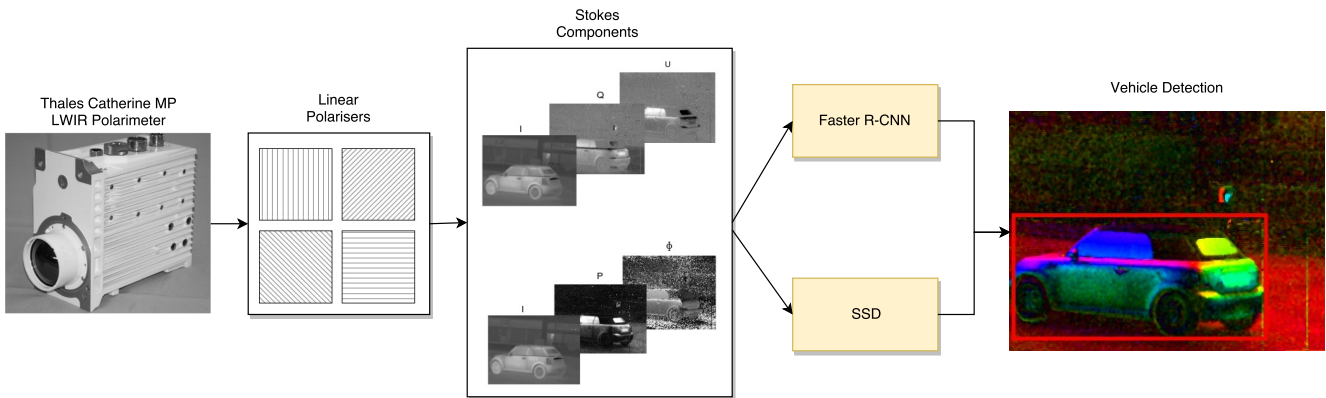 Thales Catherine MP
LWIR Polarimeter
Linear
Polarisers
Stokes
Components
I
Q
U
I
P
ϕ
Faster R-CNN
SSD
Vehicle Detection